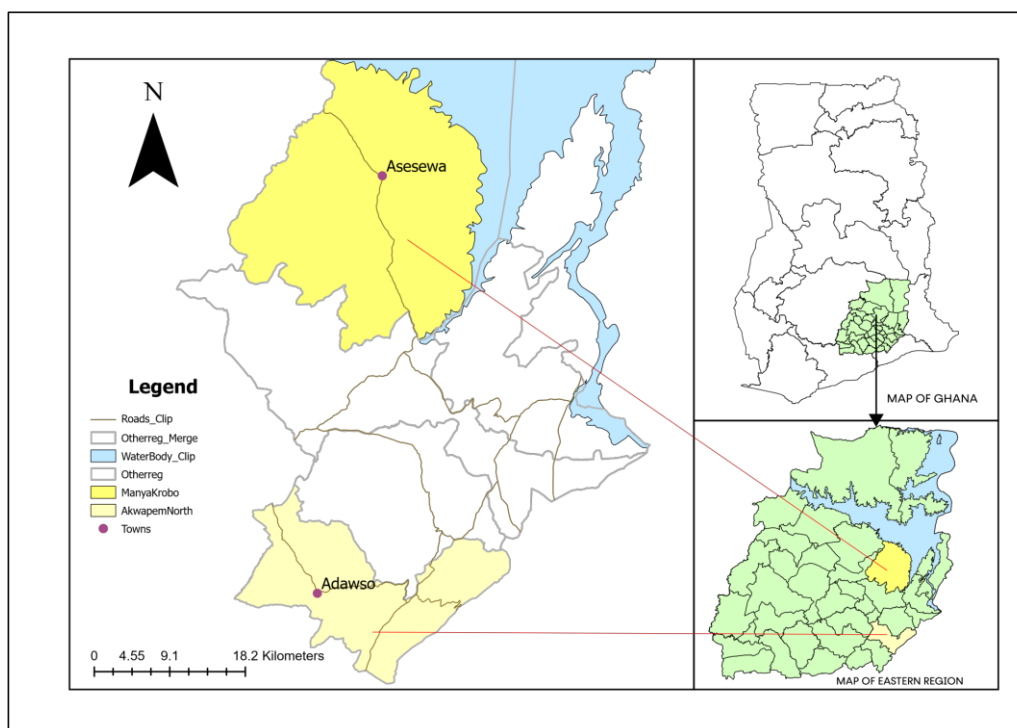 N
Asesewa
Adawso
Legend
Roads_Clip
Otherreg_Merge
WaterBody_Clip
Otherreg
ManyaKrobo
AkwapemNorth
Towns
0 4.55 9.1 18.2 Kilometers
MAP OF GHANA
MAP OF EASTERN REGION